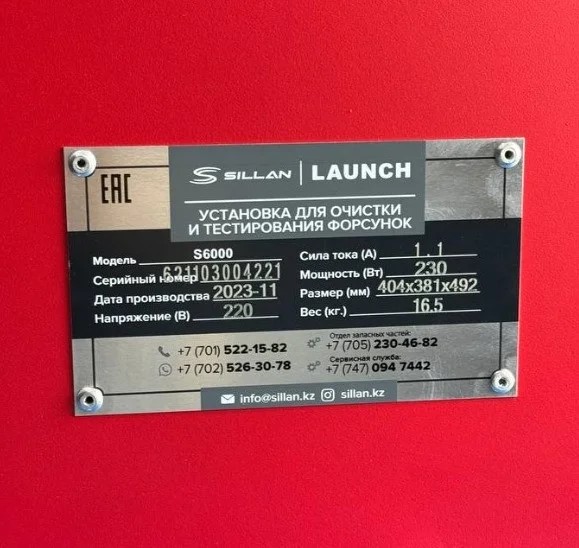 EAC
SILLAN | LAUNCH
УСТАНОВКА ДЛЯ ОЧИСТКИ
И ТЕСТИРОВАНИЯ ФОРСУНОК
Модель S6000
Серийный номер 621103004221
Дата производства 2023-11
Напряжение (В) 220
Сила тока (А) 1.1
Мощность (Вт) 230
Размер (мм) 404x381x492
Вес (кг.) 16.5
+7 (701) 522-15-82
+7 (702) 526-30-78
Отдел запасных частей:
+7 (705) 230-46-82
Сервисная служба:
+7 (747) 094 7442
info@sillan.kz sillan.kz